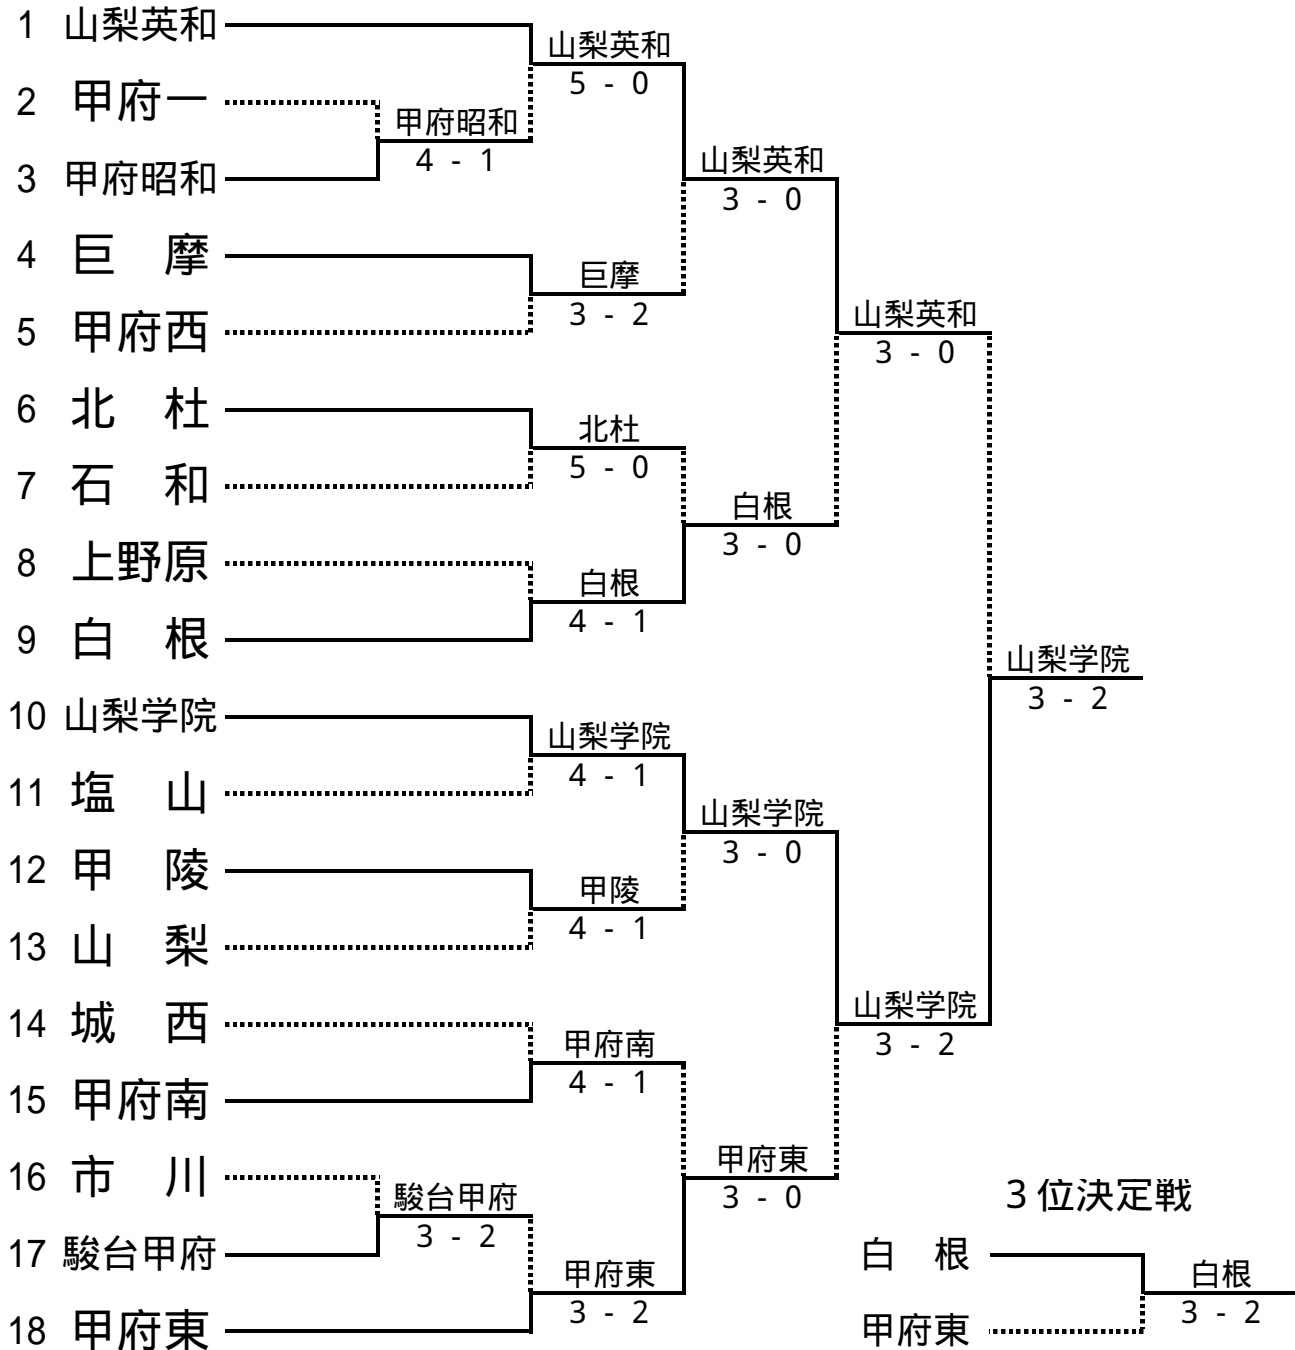 1 山梨英和
山梨英和
5 - 0
2 甲府一
甲府昭和
4 - 1
3 甲府昭和
山梨英和
3 - 0
4 巨　摩
巨摩
3 - 2
5 甲府西
山梨英和
3 - 0
6 北　杜
北杜
5 - 0
7 石　和
白根
3 - 0
8 上野原
白根
4 - 1
9 白　根
山梨学院
3 - 2
10 山梨学院
山梨学院
4 - 1
11 塩　山
山梨学院
3 - 0
12 甲　陵
甲陵
4 - 1
13 山　梨
山梨学院
3 - 2
14 城　西
甲府南
4 - 1
15 甲府南
甲府東
3 - 0
16 市　川
駿台甲府
3 - 2
17 駿台甲府
甲府東
3 - 2
18 甲府東
３位決定戦
白　根
白根
3 - 2
甲府東